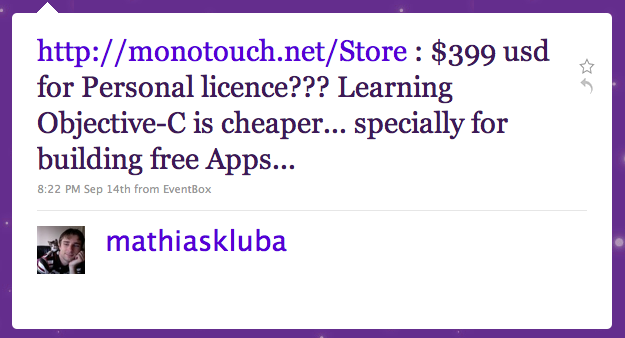 http://monotouch.net/Store : $399 usd
for Personal licence??? Learning
Objective-C is cheaper... specially for
building free Apps...
8:22 PM Sep 14th from EventBox
mathiaskluba